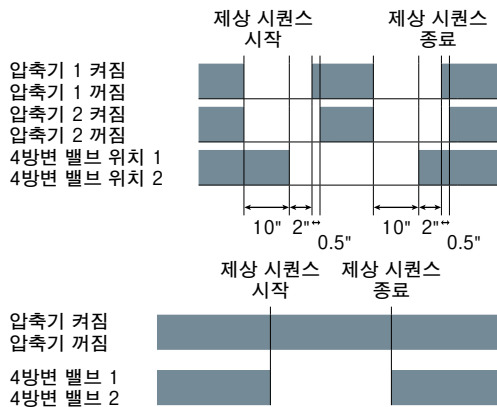 제상 시퀀스
시작
제상 시퀀스
종료
압축기 1 켜짐
압축기 1 꺼짐
압축기 2 켜짐
압축기 2 꺼짐
4방변 밸브 위치 1
4방변 밸브 위치 2
10" 2" 10" 2"
0.5" 0.5"
제상 시퀀스
시작
제상 시퀀스
종료
압축기 켜짐
압축기 꺼짐
4방변 밸브 1
4방변 밸브 2